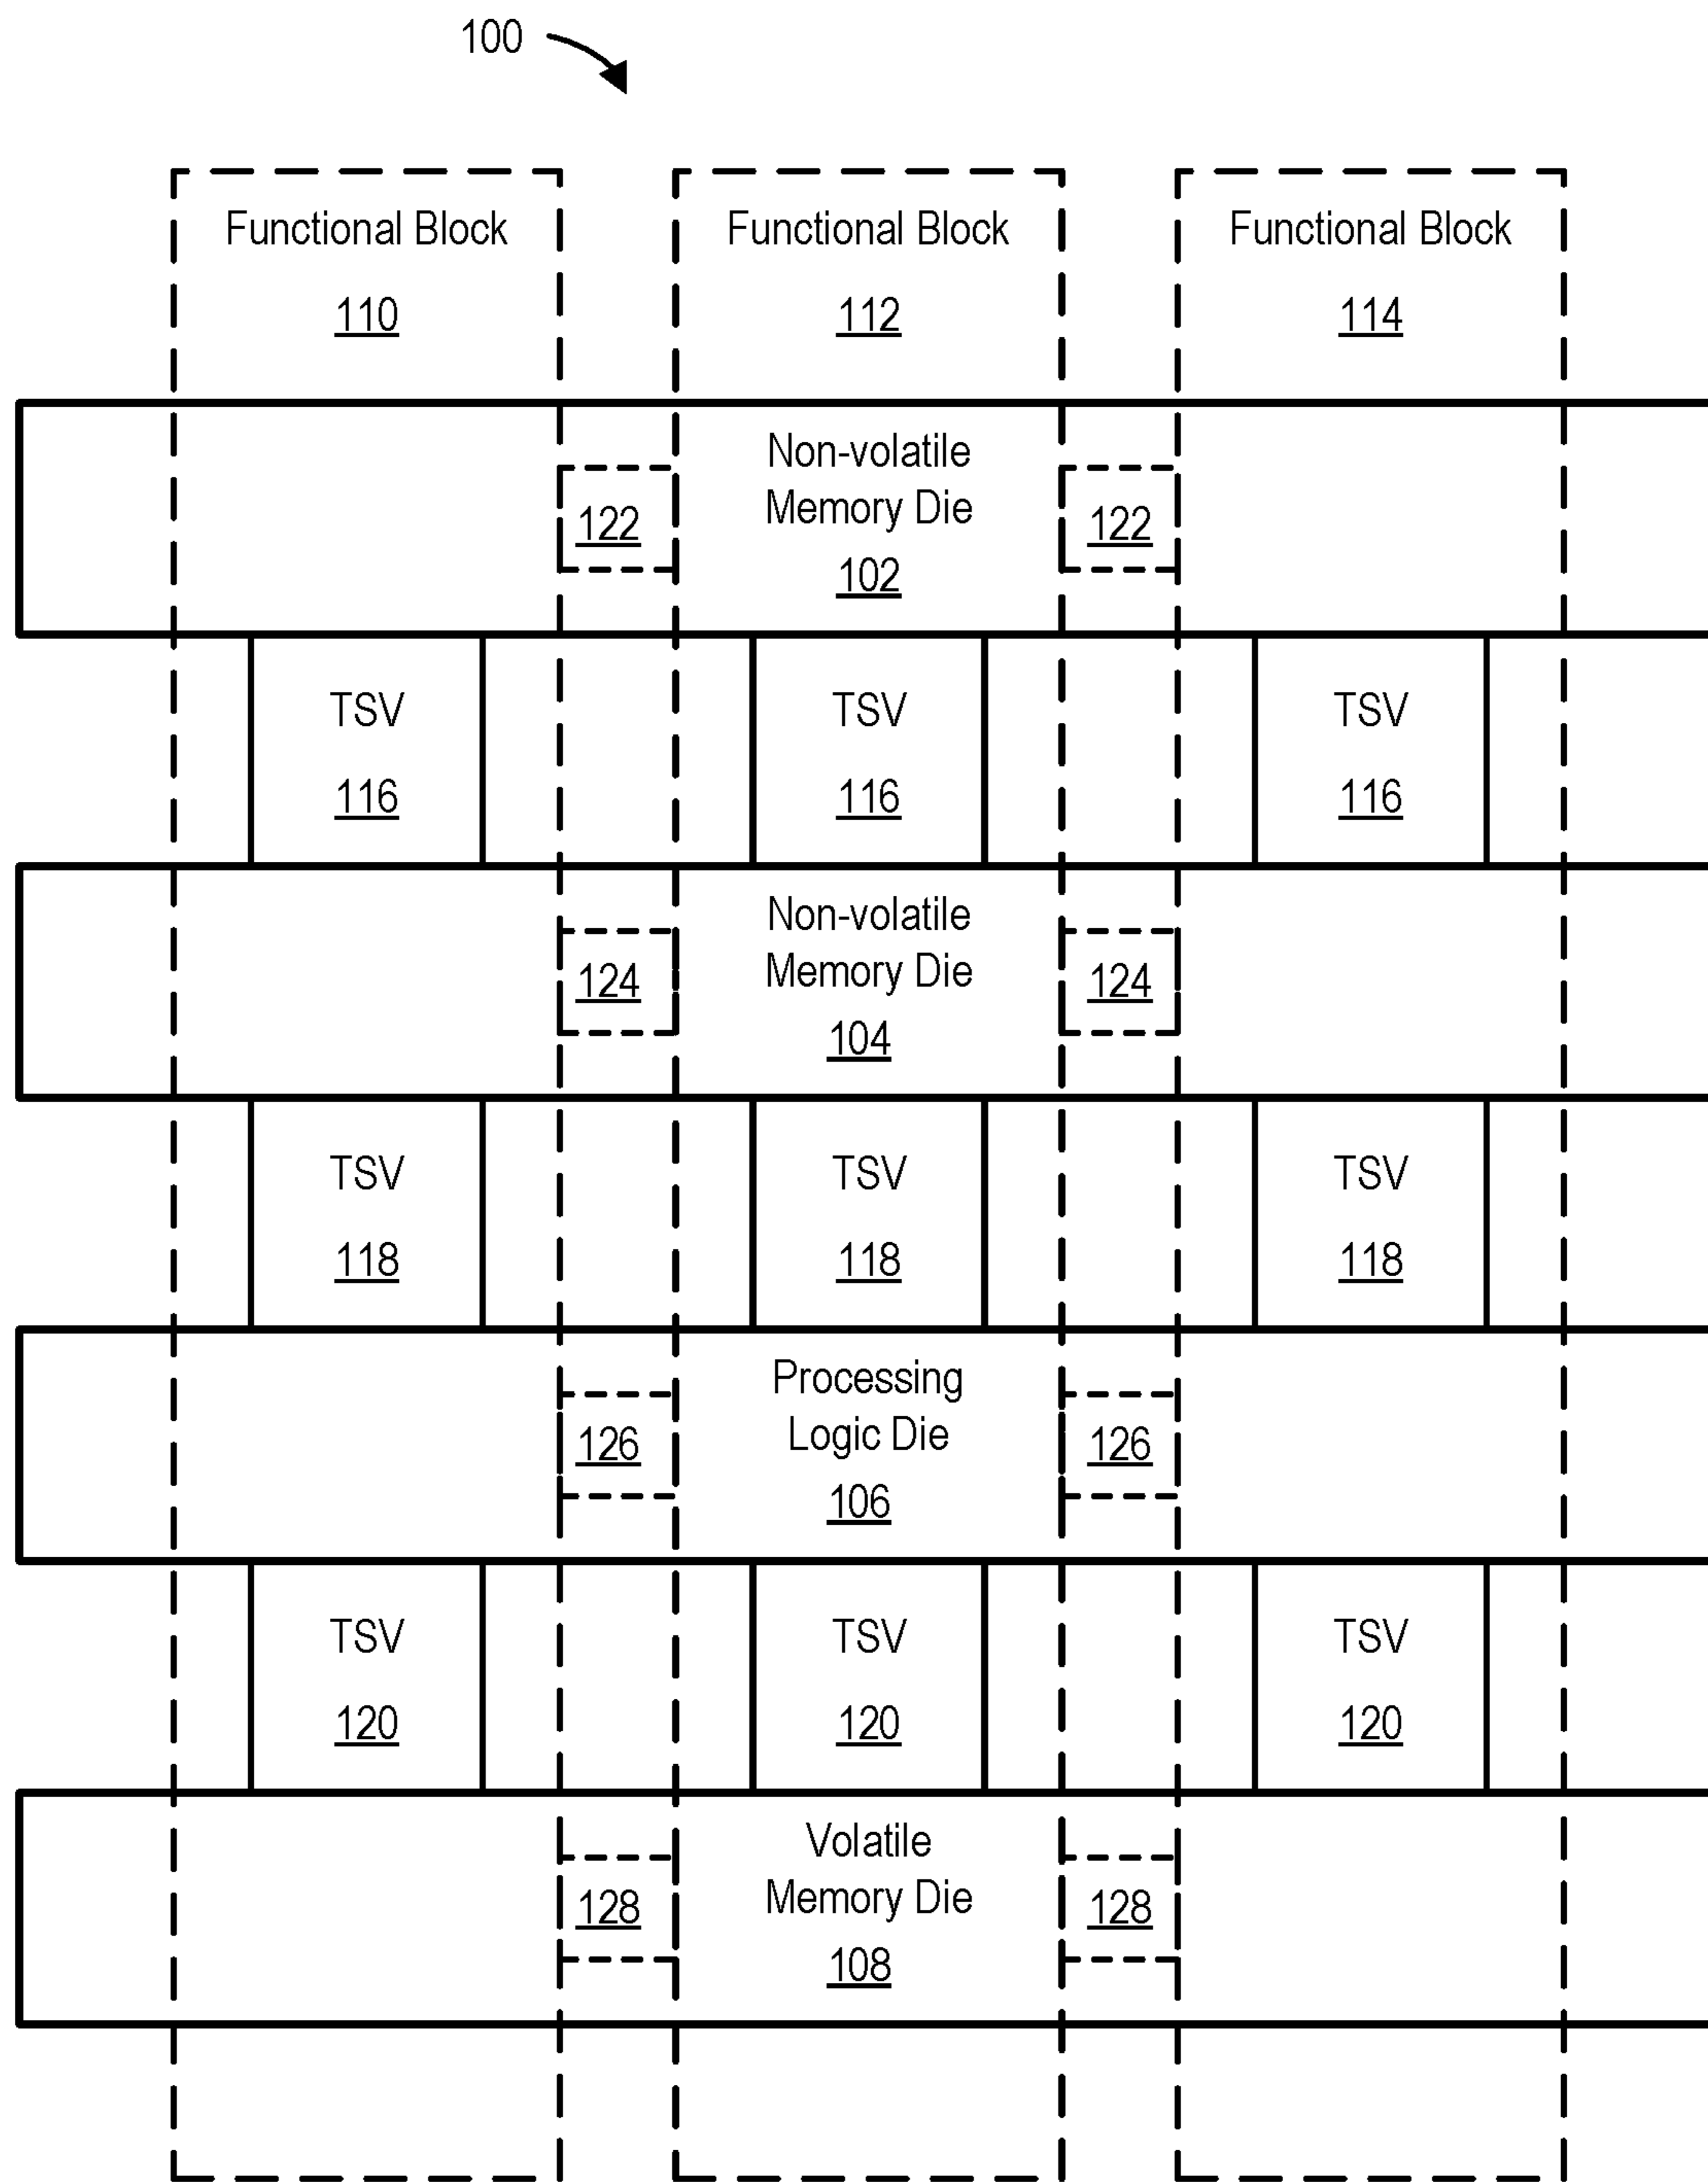 100
Functional Block
110
Functional Block
112
Functional Block
114
Non-volatile
Memory Die
102
122
122
TSV
116
TSV
116
TSV
116
Non-volatile
Memory Die
104
124
124
TSV
118
TSV
118
TSV
118
Processing
Logic Die
106
126
126
TSV
120
TSV
120
TSV
120
Volatile
Memory Die
108
128
128